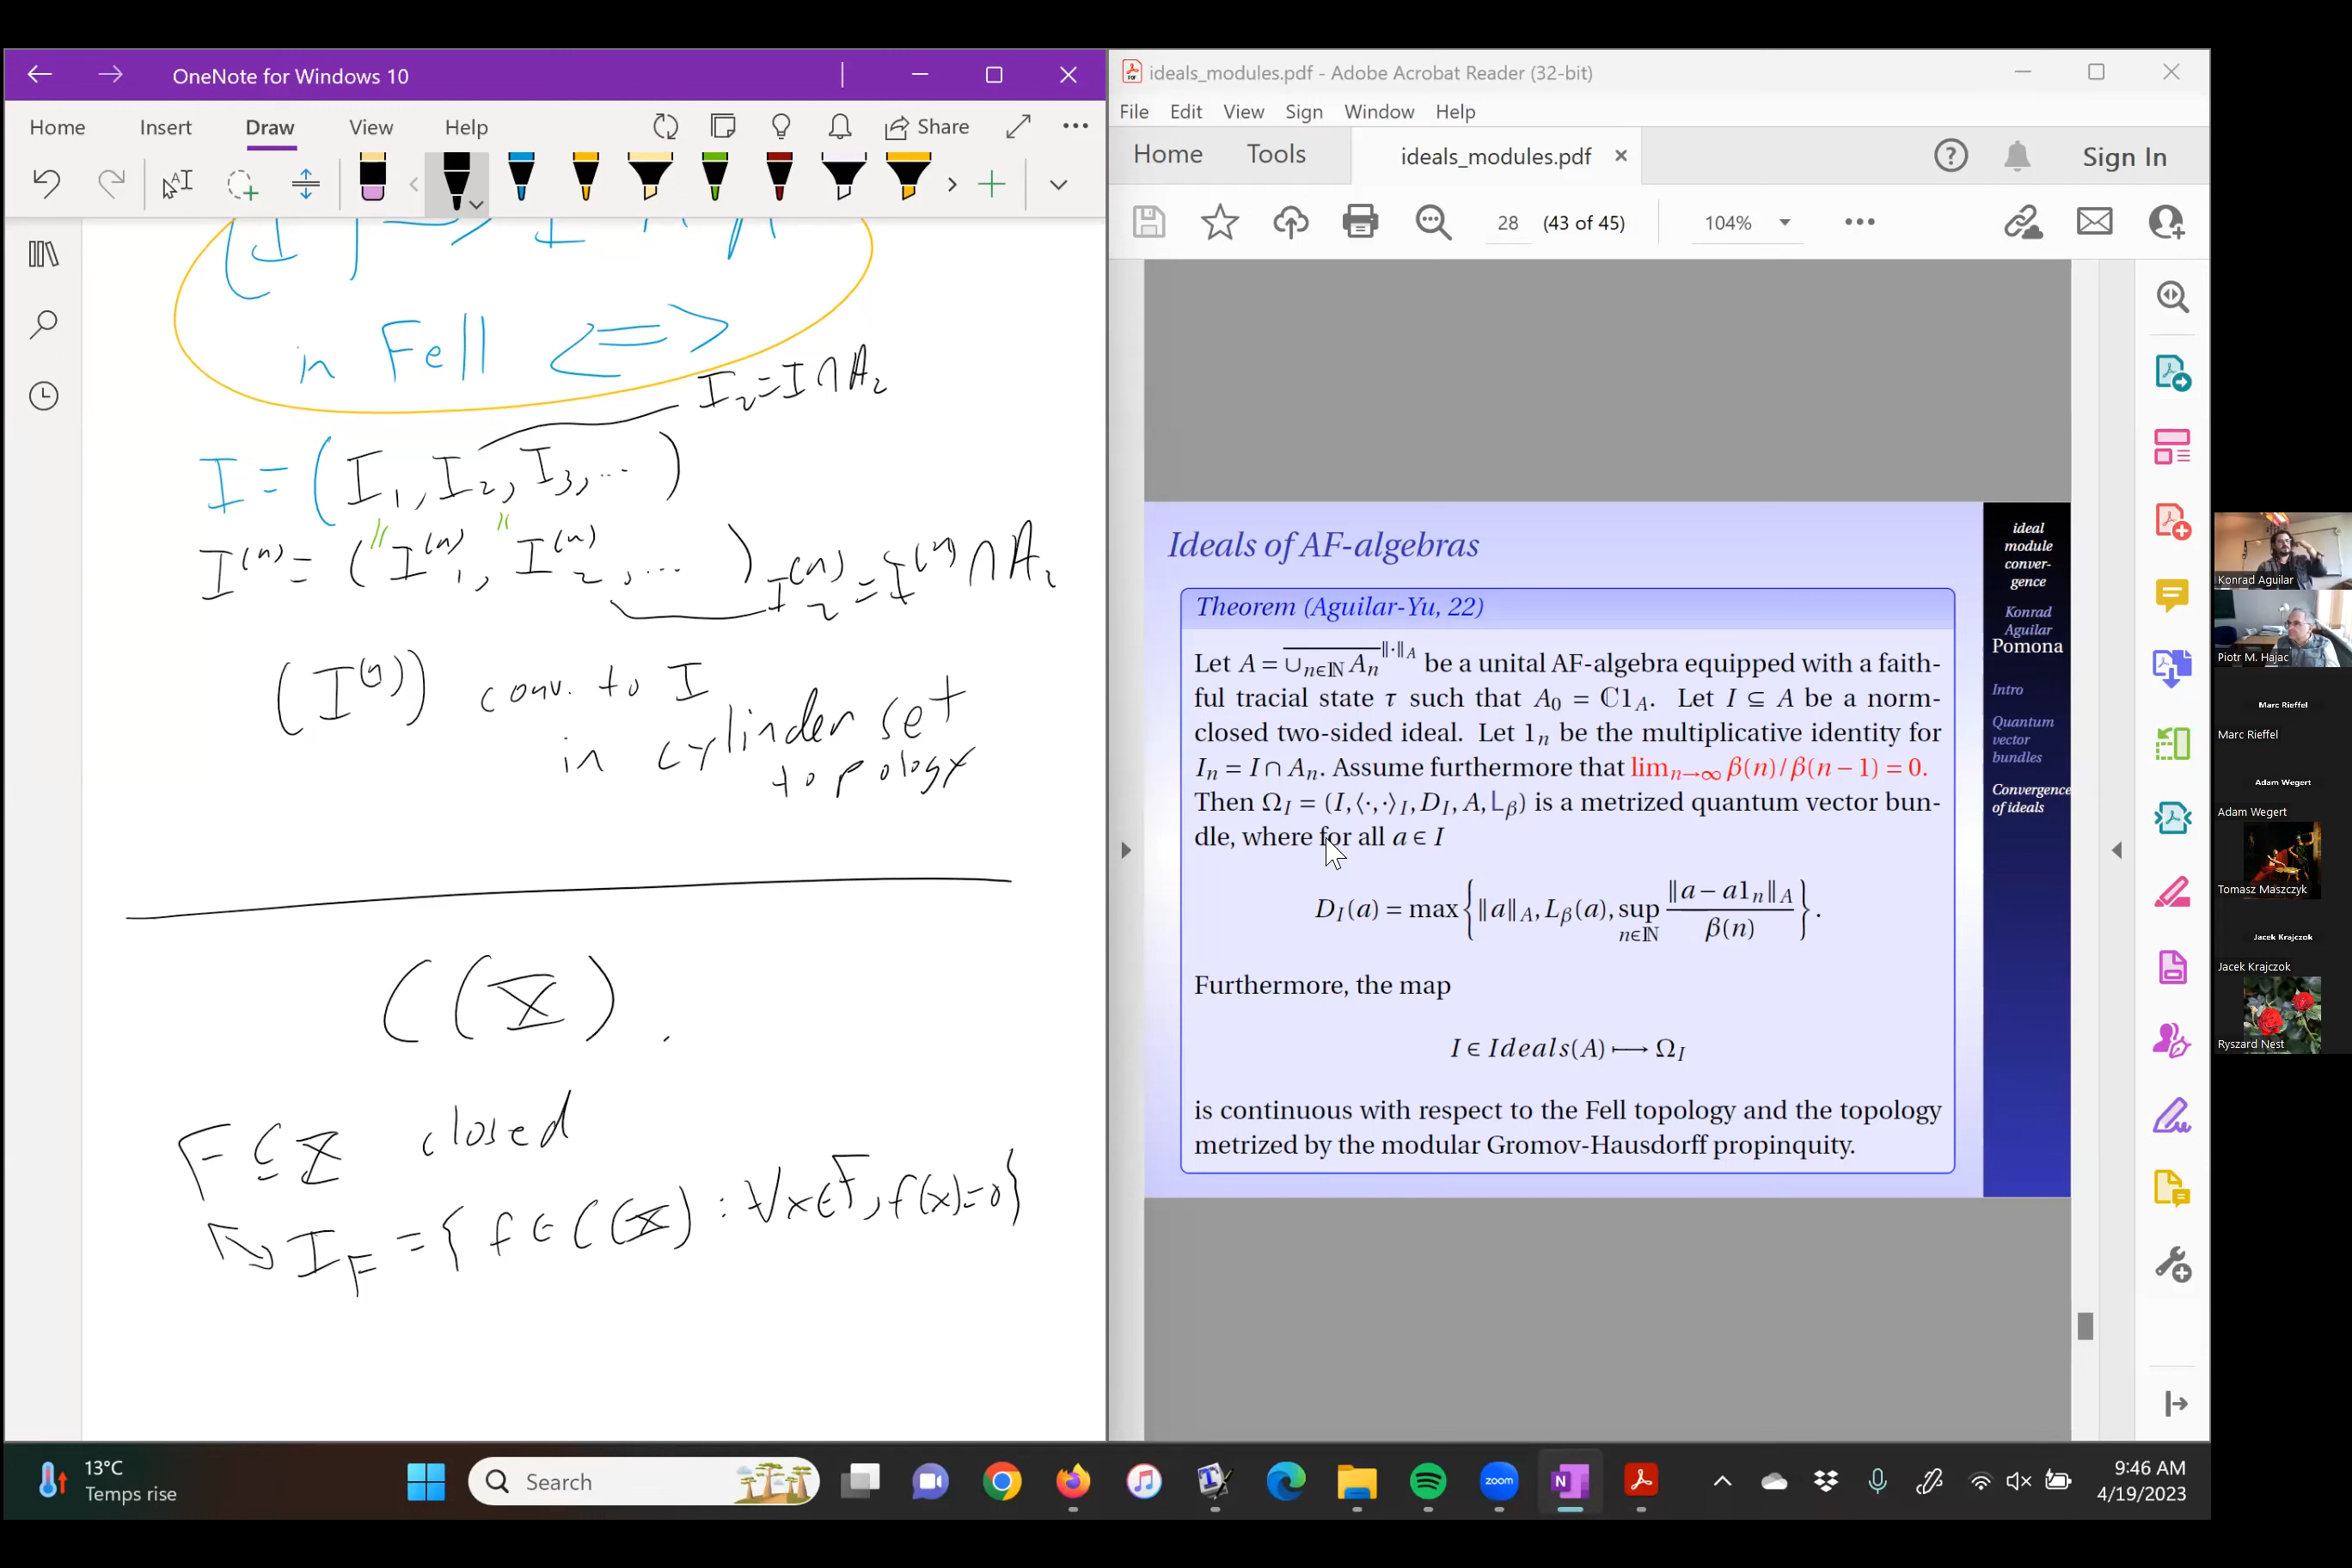 OneNote for Windows 10
Home Insert Draw View Help Share
in Fell <=>
I₂ = I ∩ A₂
I = (I₁, I₂, I₃, ... )
I⁽ⁿ⁾ = (I₁⁽ⁿ⁾, I₂⁽ⁿ⁾, ... ) I₂⁽ⁿ⁾ = I⁽ⁿ⁾ ∩ A₂
(I⁽ⁿ⁾) conv. to I
in cylinder set
topology
C(X).
F ⊆ X closed
I_F = { f ∈ C(X) : ∀x∈F, f(x)=0}
ideals_modules.pdf - Adobe Acrobat Reader (32-bit)
File Edit View Sign Window Help
Home Tools ideals_modules.pdf × Sign In
28 (43 of 45) 104%
Ideals of AF-algebras
Theorem (Aguilar-Yu, 22)
Let A = \overline{∪_{n∈ℕ} A_n}^{‖·‖_A} be a unital AF-algebra equipped with a faith-
ful tracial state τ such that A₀ = ℂ1_A. Let I ⊆ A be a norm-
closed two-sided ideal. Let 1_n be the multiplicative identity for
I_n = I ∩ A_n. Assume furthermore that lim_{n→∞} β(n)/β(n − 1) = 0.
Then Ω_I = (I, ⟨·,·⟩_I, D_I, A, L_β) is a metrized quantum vector bun-
dle, where for all a ∈ I
D_I(a) = max { ‖a‖_A, L_β(a), sup_{n∈ℕ} ‖a − a1_n‖_A / β(n) }.
Furthermore, the map
I ∈ Ideals(A) ⟼ Ω_I
is continuous with respect to the Fell topology and the topology
metrized by the modular Gromov-Hausdorff propinquity.
ideal
module
conver-
gence
Konrad
Aguilar
Pomona
Intro
Quantum
vector
bundles
Convergence
of ideals
Konrad Aguilar
Piotr M. Hajac
Marc Rieffel
Marc Rieffel
Adam Wegert
Adam Wegert
Tomasz Maszczyk
Jacek Krajczok
Jacek Krajczok
Ryszard Nest
13°C
Temps rise
Search
zoom
9:46 AM
4/19/2023